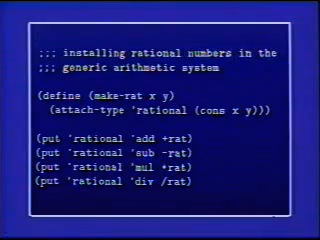 ;;; installing rational numbers in the
;;; generic arithmetic system
(define (make-rat x y)
(attach-type 'rational (cons x y)))
(put 'rational 'add +rat)
(put 'rational 'sub -rat)
(put 'rational 'mul *rat)
(put 'rational 'div /rat)